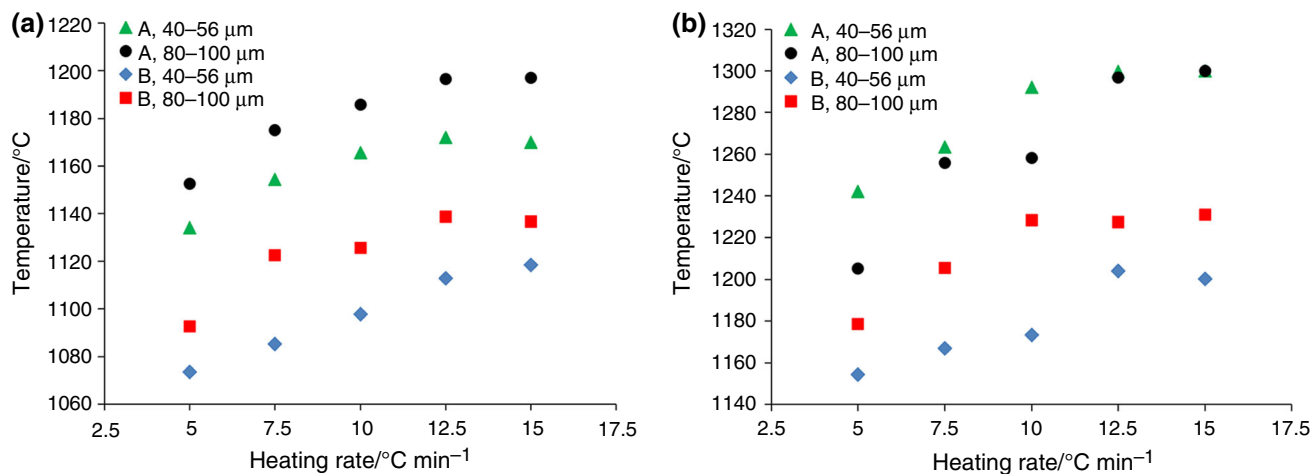 (a)
A, 40–56 μm
A, 80–100 μm
B, 40–56 μm
B, 80–100 μm
Temperature/°C
1220
1200
1180
1160
1140
1120
1100
1080
1060
2.5 5 7.5 10 12.5 15 17.5
Heating rate/°C min⁻¹
(b)
A, 40–56 μm
A, 80–100 μm
B, 40–56 μm
B, 80–100 μm
Temperature/°C
1320
1300
1280
1260
1240
1220
1200
1180
1160
1140
2.5 5 7.5 10 12.5 15 17.5
Heating rate/°C min⁻¹